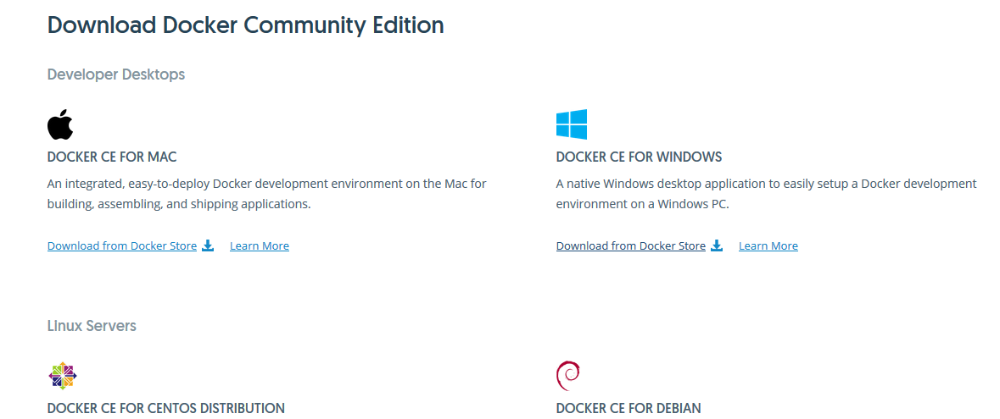 Download Docker Community Edition
Developer Desktops
DOCKER CE FOR MAC
An integrated, easy-to-deploy Docker development environment on the Mac for
building, assembling, and shipping applications.
Download from Docker Store Learn More
DOCKER CE FOR WINDOWS
A native Windows desktop application to easily setup a Docker development
environment on a Windows PC.
Download from Docker Store Learn More
Linux Servers
DOCKER CE FOR CENTOS DISTRIBUTION
DOCKER CE FOR DEBIAN